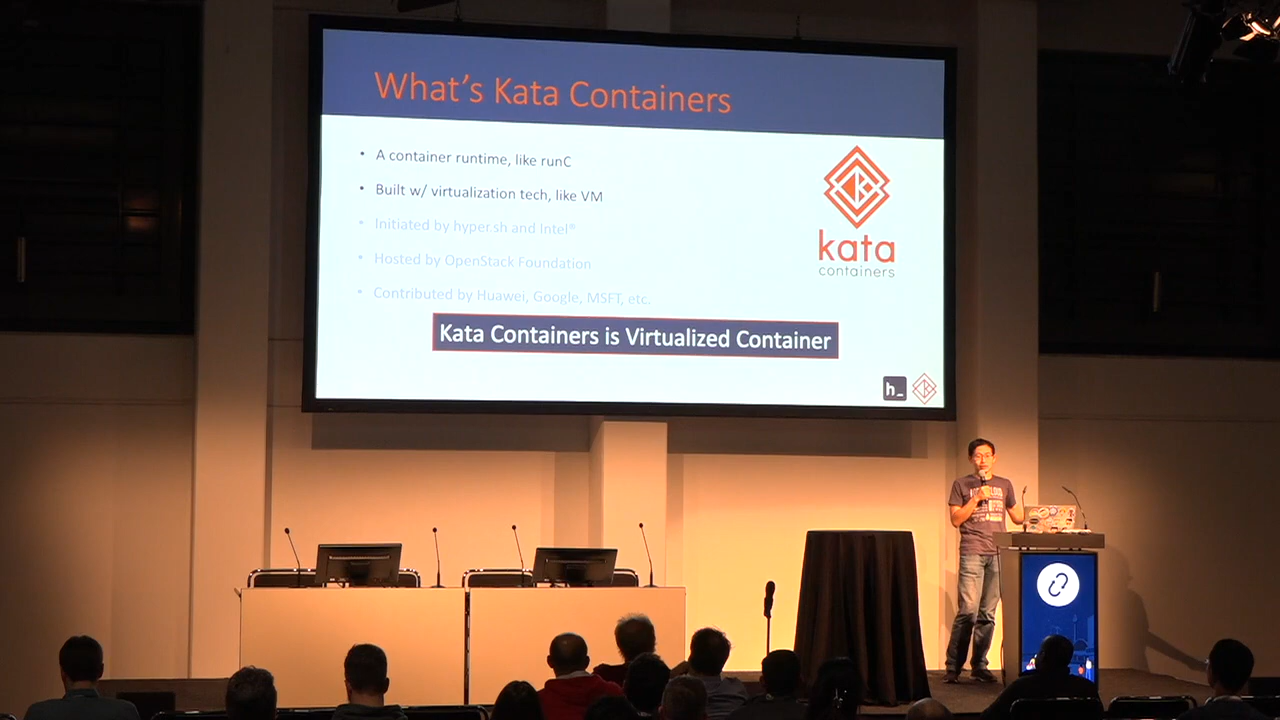 What's Kata Containers
• A container runtime, like runC
• Built w/ virtualization tech, like VM
• Initiated by hyper.sh and Intel®
• Hosted by OpenStack Foundation
• Contributed by Huawei, Google, MSFT, etc.
kata
containers
Kata Containers is Virtualized Container
h_